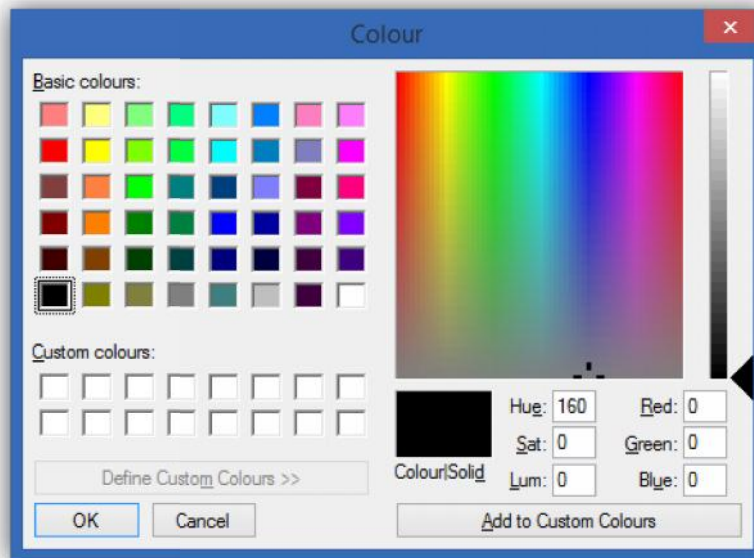 Colour
Basic colours:
Custom colours:
Define Custom Colours >>
OK Cancel
Hue: 160 Red: 0
Sat: 0 Green: 0
Colour|Solid Lum: 0 Blue: 0
Add to Custom Colours